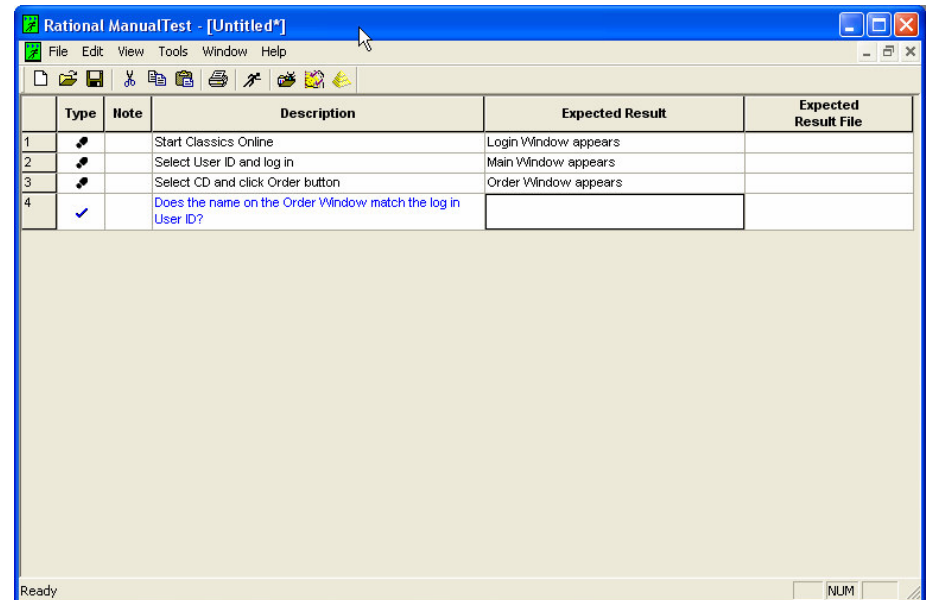 Rational ManualTest - [Untitled*]
File Edit View Tools Window Help
Type Note Description Expected Result Expected
Result File
1 Start Classics Online Login Window appears
2 Select User ID and log in Main Window appears
3 Select CD and click Order button Order Window appears
4 Does the name on the Order Window match the log in
User ID?
Ready NUM